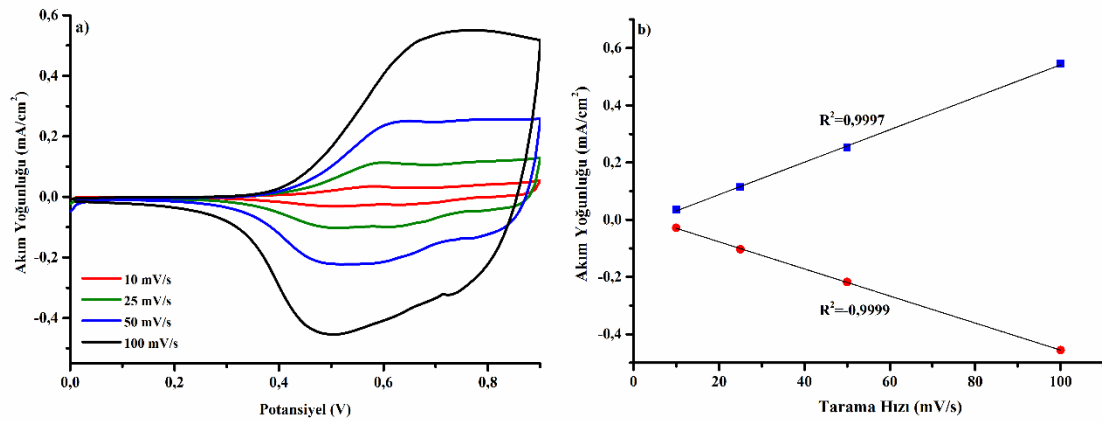 a)
Akım Yoğunluğu (mA/cm²)
0,6
0,4
0,2
0,0
-0,2
-0,4
10 mV/s
25 mV/s
50 mV/s
100 mV/s
0,0 0,2 0,4 0,6 0,8
Potansiyel (V)
b)
Akım Yoğunluğu (mA/cm²)
0,6
0,4
0,2
0,0
-0,2
-0,4
R²=0,9997
R²=-0,9999
0 20 40 60 80 100
Tarama Hızı (mV/s)